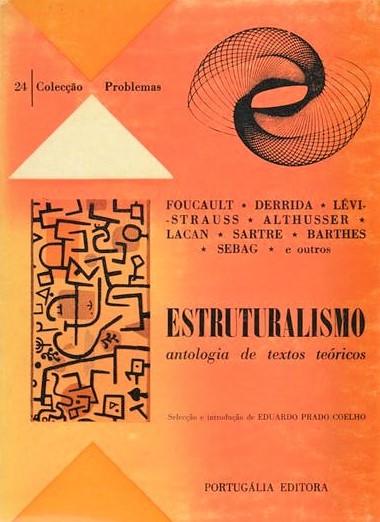 24 | Colecção Problemas
FOUCAULT ★ DERRIDA ★ LÉVI-
-STRAUSS ★ ALTHUSSER ★
LACAN ★ SARTRE ★ BARTHES
★ SEBAG ★ e outros
ESTRUTURALISMO
antologia de textos teóricos
Selecção e introdução de EDUARDO PRADO COELHO
PORTUGÁLIA EDITORA